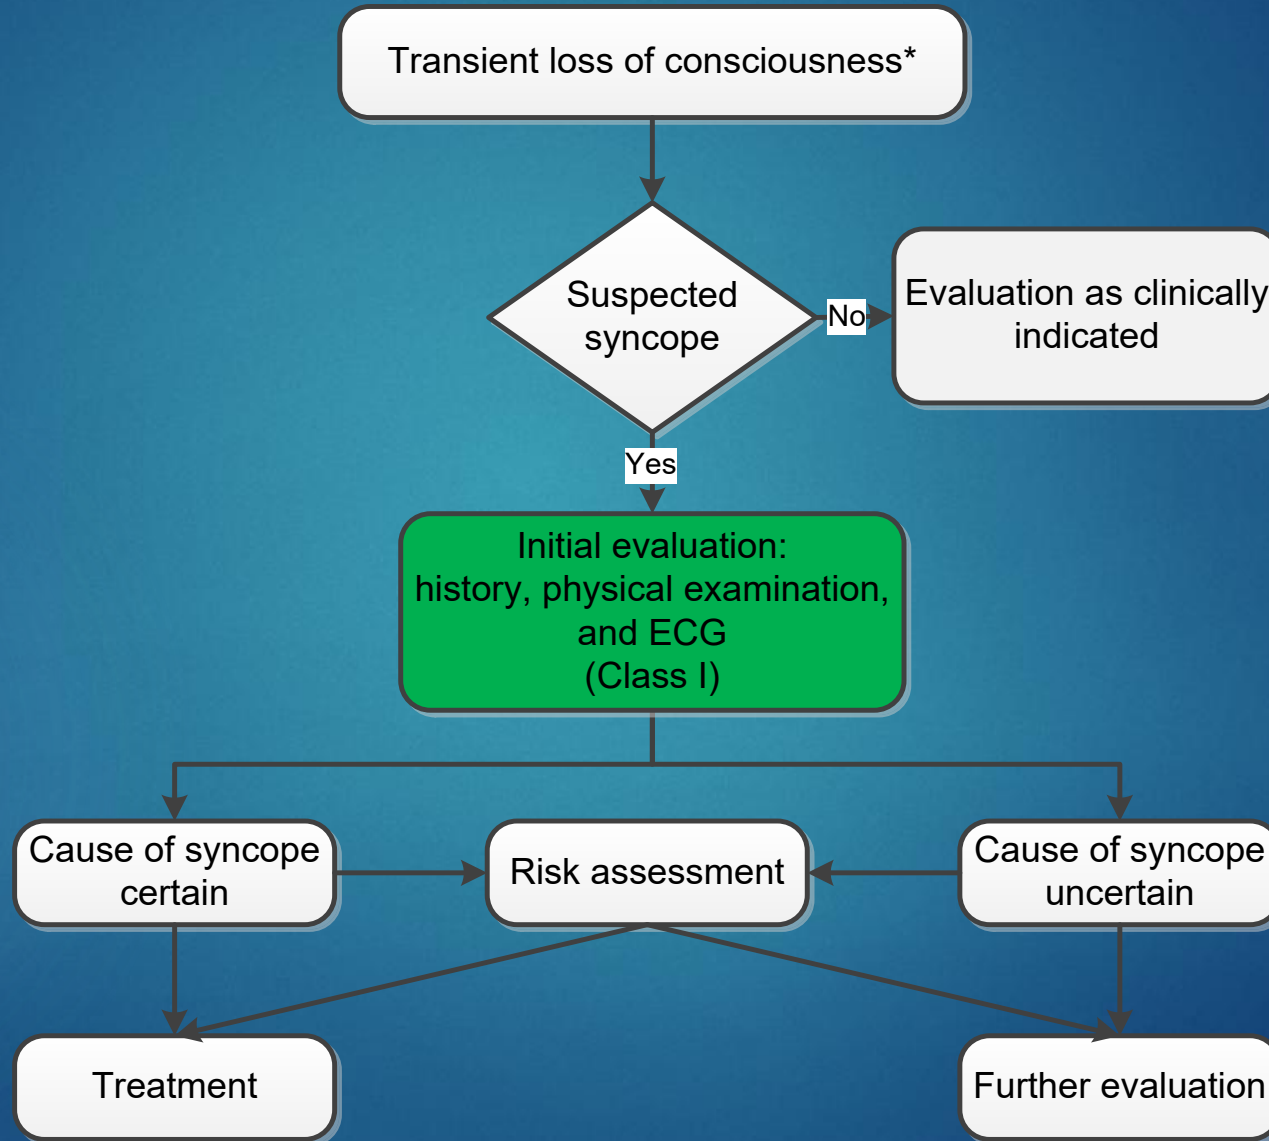 Transient loss of consciousness*
Suspected
syncope
No
Evaluation as clinically
indicated
Yes
Initial evaluation:
history, physical examination,
and ECG
(Class I)
Cause of syncope
certain
Risk assessment
Cause of syncope
uncertain
Treatment
Further evaluation